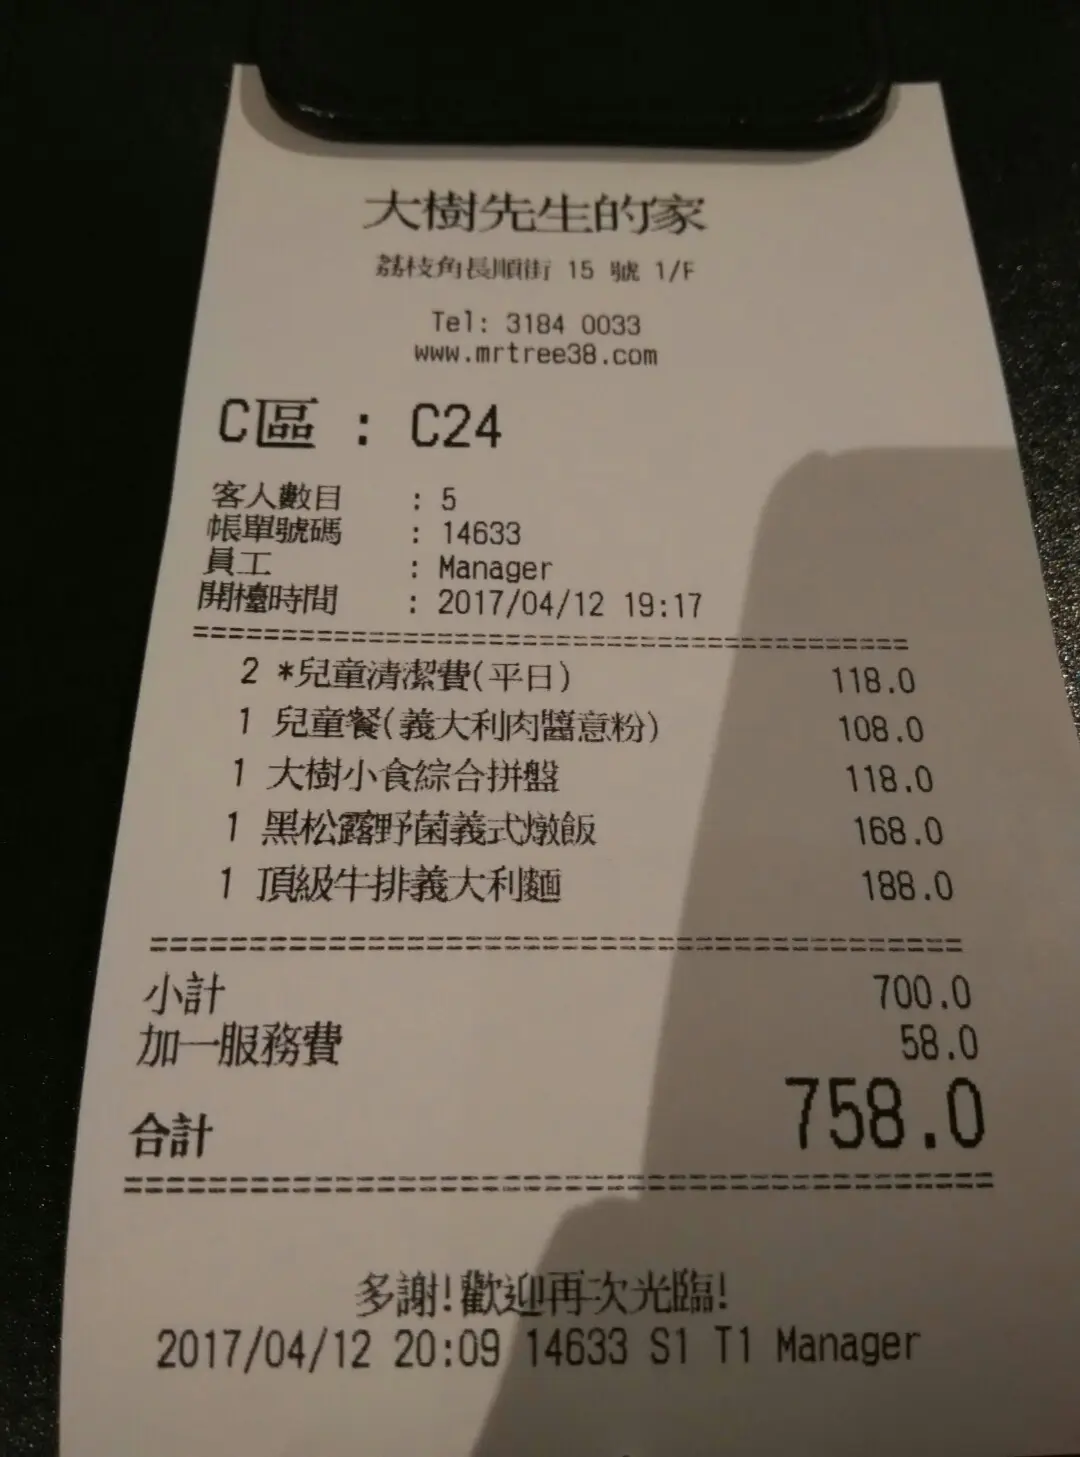 大樹先生的家
荔枝角長順街 15 號 1/F
Tel: 3184 0033
www.mrtree38.com
C區 : C24
客人數目 : 5
帳單號碼 : 14633
員工 : Manager
開檯時間 : 2017/04/12 19:17
================================================
2 *兒童清潔費(平日) 118.0
1 兒童餐(義大利肉醬意粉) 108.0
1 大樹小食綜合拼盤 118.0
1 黑松露野菌義式燉飯 168.0
1 頂級牛排義大利麵 188.0
================================================
小計 700.0
加一服務費 58.0
合計 758.0
================================================
多謝!歡迎再次光臨!
2017/04/12 20:09 14633 S1 T1 Manager